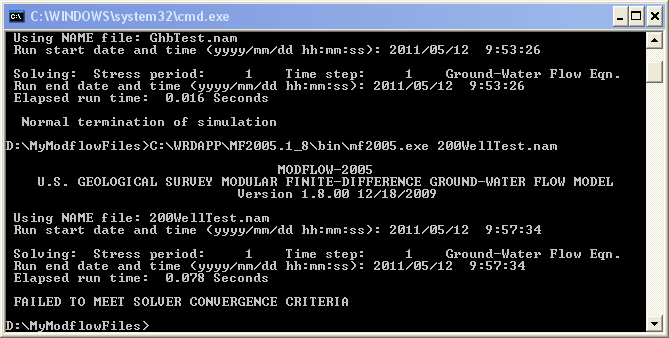 C:\WINDOWS\system32\cmd.exe
Using NAME file: GhbTest.nam
Run start date and time (yyyy/mm/dd hh:mm:ss): 2011/05/12  9:53:26
Solving:  Stress period:     1    Time step:     1    Ground-Water Flow Eqn.
Run end date and time (yyyy/mm/dd hh:mm:ss): 2011/05/12  9:53:26
Elapsed run time:  0.016 Seconds
Normal termination of simulation
D:\MyModflowFiles>C:\WRDAPP\MF2005.1_8\bin\mf2005.exe 200WellTest.nam
MODFLOW-2005
U.S. GEOLOGICAL SURVEY MODULAR FINITE-DIFFERENCE GROUND-WATER FLOW MODEL
Version 1.8.00 12/18/2009
Using NAME file: 200WellTest.nam
Run start date and time (yyyy/mm/dd hh:mm:ss): 2011/05/12  9:57:34
Solving:  Stress period:     1    Time step:     1    Ground-Water Flow Eqn.
Run end date and time (yyyy/mm/dd hh:mm:ss): 2011/05/12  9:57:34
Elapsed run time:  0.078 Seconds
FAILED TO MEET SOLVER CONVERGENCE CRITERIA
D:\MyModflowFiles>